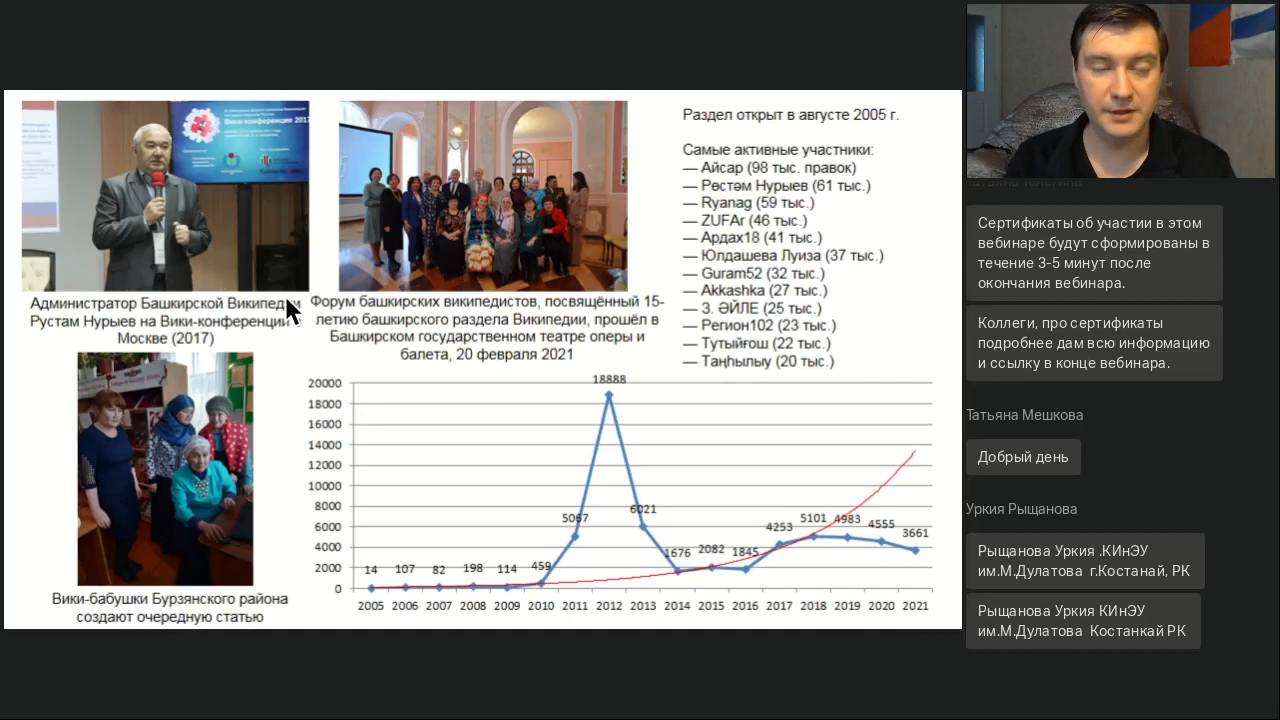 Вики-конференция 2017
Администратор Башкирской Википедии
Рустам Нурыев на Вики-конференции
Москве (2017)
Форум башкирских википедистов, посвящённый 15-
летию башкирского раздела Википедии, прошёл в
Башкирском государственном театре оперы и
балета, 20 февраля 2021
Раздел открыт в августе 2005 г.
Самые активные участники:
— Айсар (98 тыс. правок)
— Рөстәм Нурыев (61 тыс.)
— Ryanag (59 тыс.)
— ZUFAr (46 тыс.)
— Ардах18 (41 тыс.)
— Юлдашева Луиза (37 тыс.)
— Guram52 (32 тыс.)
— Akkashka (27 тыс.)
— З. ӘЙЛЕ (25 тыс.)
— Регион102 (23 тыс.)
— Тутыйғош (22 тыс.)
— Таңһылыу (20 тыс.)
Вики-бабушки Бурзянского района
создают очередную статью
20000
18000
16000
14000
12000
10000
8000
6000
4000
2000
0
14 107 82 198 114 459 5067 18888 6021 1676 2082 1845 4253 5101 4983 4555 3661
2005 2006 2007 2008 2009 2010 2011 2012 2013 2014 2015 2016 2017 2018 2019 2020 2021
Сертификаты об участии в этом
вебинаре будут сформированы в
течение 3-5 минут после
окончания вебинара.
Коллеги, про сертификаты
подробнее дам всю информацию
и ссылку в конце вебинара.
Татьяна Мешкова
Добрый день
Уркия Рыщанова
Рыщанова Уркия .КИнЭУ
им.М.Дулатова г.Костанай, РК
Рыщанова Уркия КИнЭУ
им.М.Дулатова Костанкай РК